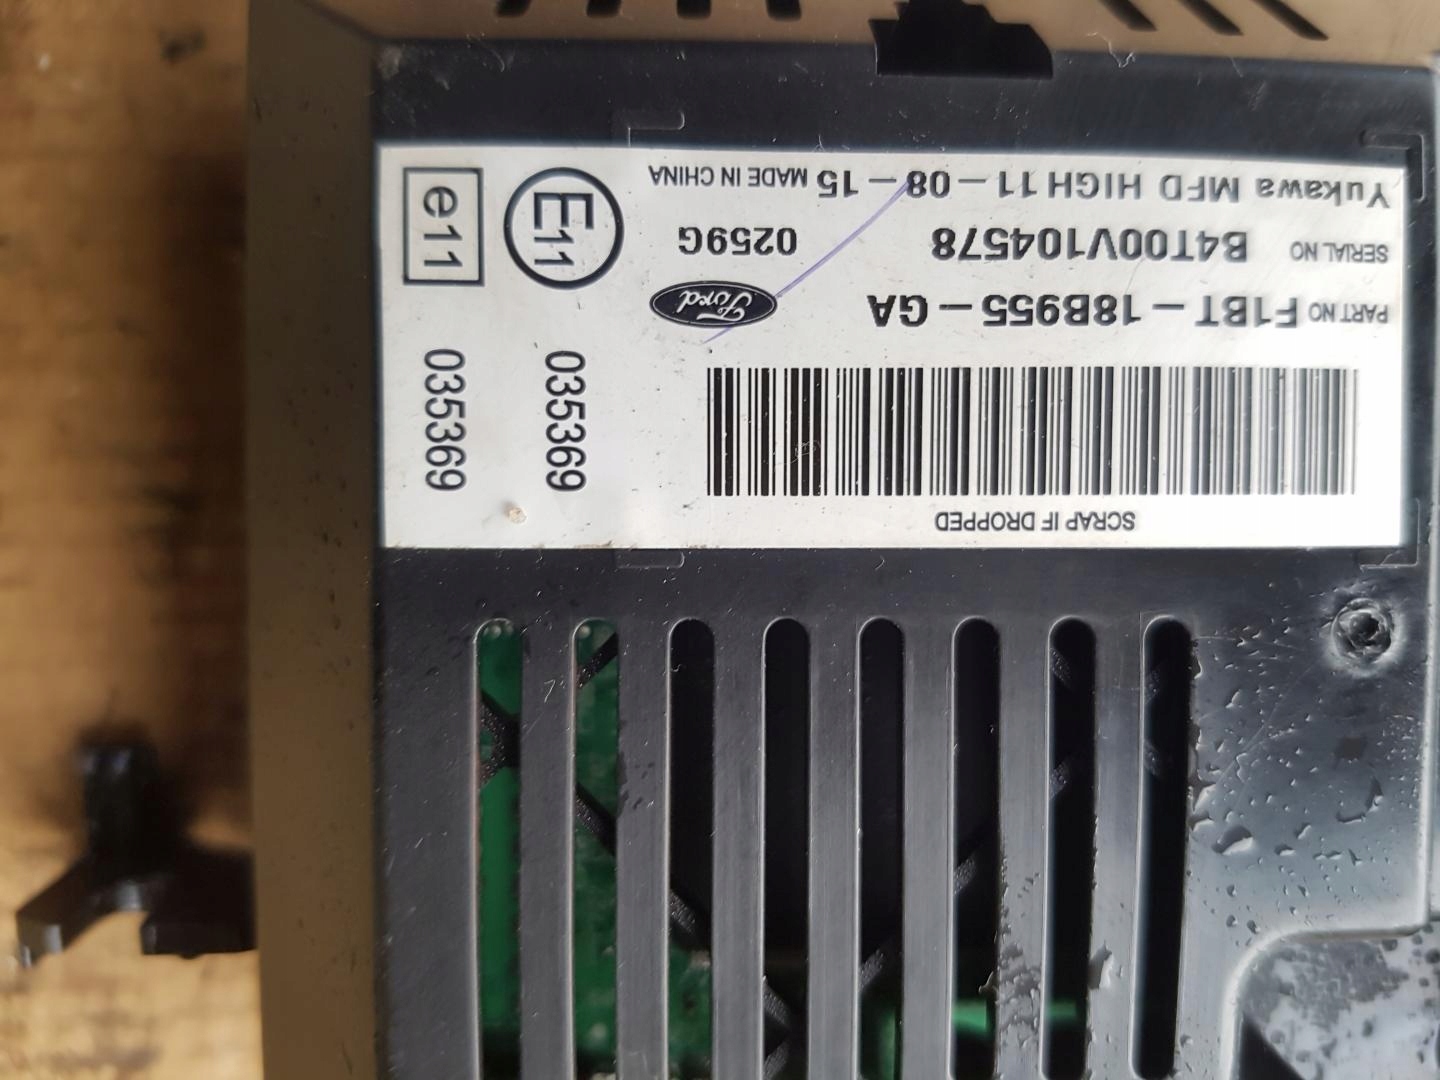 SCRAP IF DROPPED
PART NO F1BT-18B955-GA
Ford
SERIAL NO B4T00V104578 0259G
Yukawa MFD HIGH 11-08-15 MADE IN CHINA
E11 035369
e11 035369